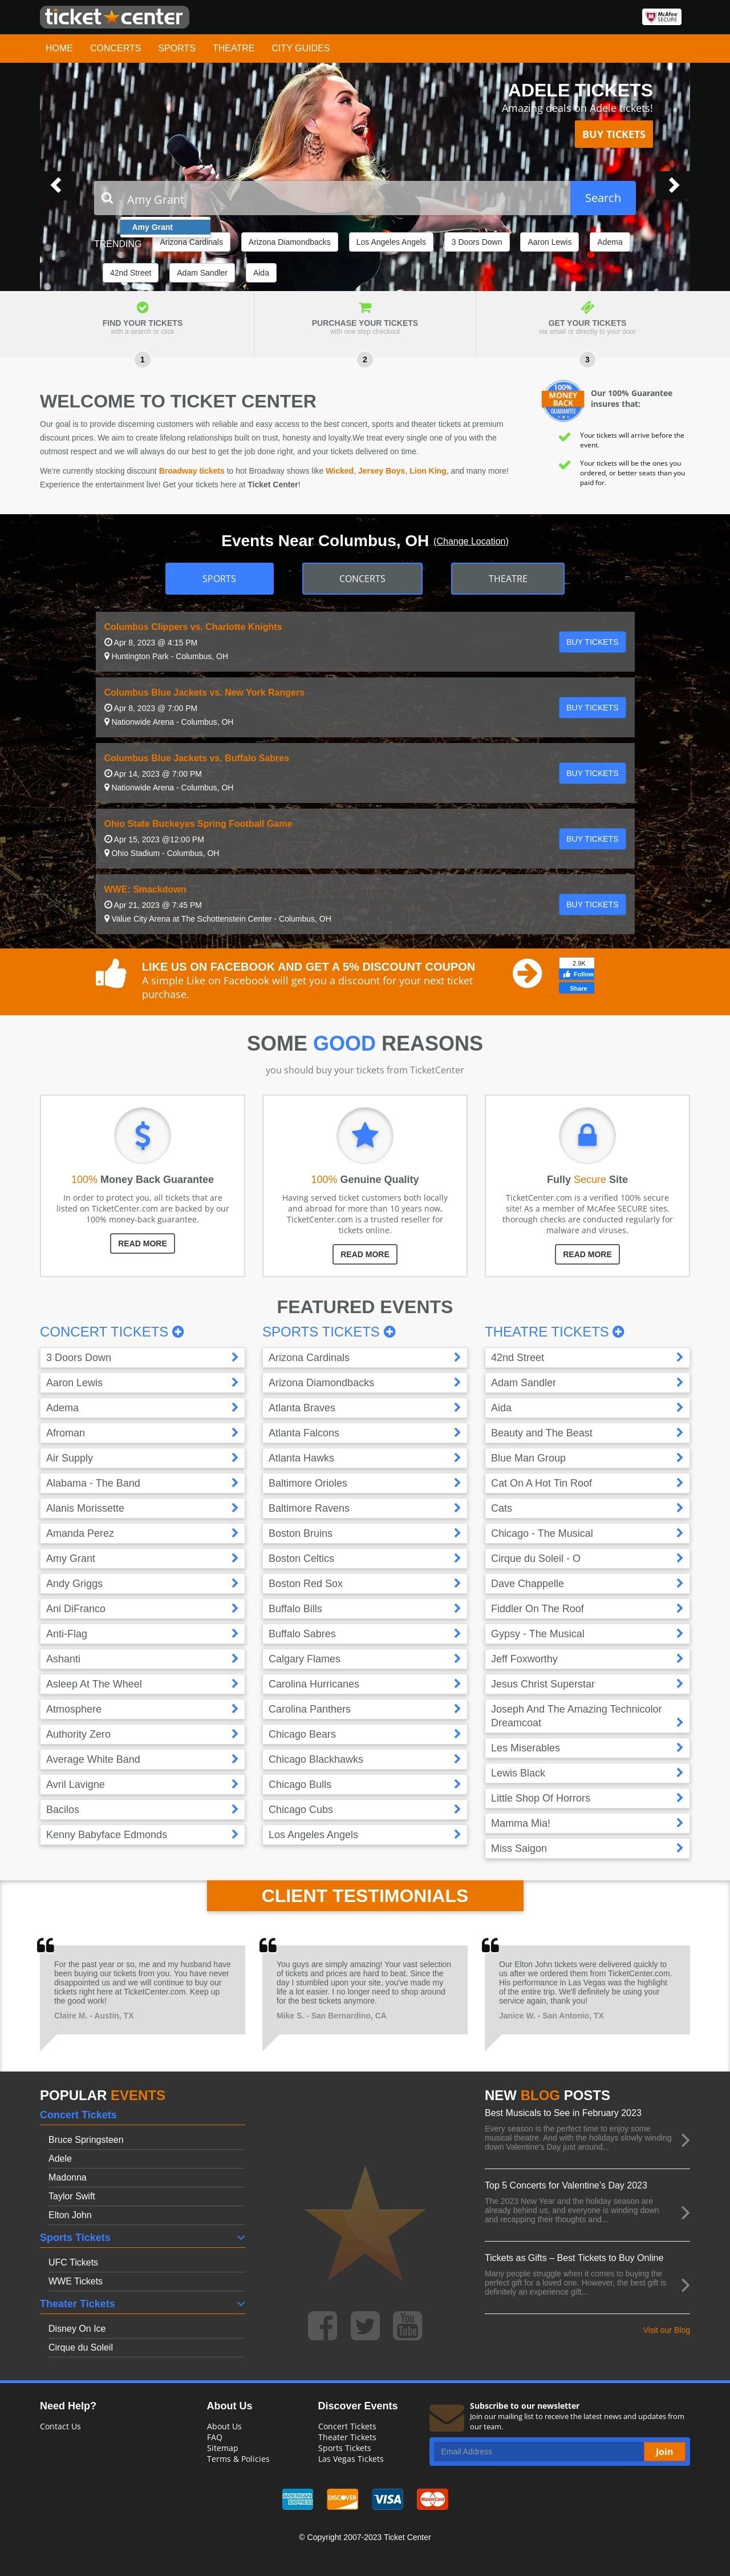 ticket center
McAfee SECURE
HOME CONCERTS SPORTS THEATRE CITY GUIDES
ADELE TICKETS
Amazing deals on Adele tickets!
BUY TICKETS
Amy Grant
Search
Amy Grant
TRENDING Arizona Cardinals Arizona Diamondbacks Los Angeles Angels 3 Doors Down Aaron Lewis Adema
42nd Street Adam Sandler Aida
FIND YOUR TICKETS
with a search or click
1
PURCHASE YOUR TICKETS
with one step checkout
2
GET YOUR TICKETS
via email or directly to your door
3
WELCOME TO TICKET CENTER
Our goal is to provide discerning customers with reliable and easy access to the best concert, sports and theater tickets at premium
discount prices. We aim to create lifelong relationships built on trust, honesty and loyalty.We treat every single one of you with the
outmost respect and we will always do our best to get the job done right, and your tickets delivered on time.
We're currently stocking discount Broadway tickets to hot Broadway shows like Wicked, Jersey Boys, Lion King, and many more!
Experience the entertainment live! Get your tickets here at Ticket Center!
100%
MONEY
BACK
GUARANTEE
Our 100% Guarantee
insures that:
Your tickets will arrive before the
event.
Your tickets will be the ones you
ordered, or better seats than you
paid for.
Events Near Columbus, OH (Change Location)
SPORTS CONCERTS THEATRE
Columbus Clippers vs. Charlotte Knights
Apr 8, 2023 @ 4:15 PM
Huntington Park - Columbus, OH
BUY TICKETS
Columbus Blue Jackets vs. New York Rangers
Apr 8, 2023 @ 7:00 PM
Nationwide Arena - Columbus, OH
BUY TICKETS
Columbus Blue Jackets vs. Buffalo Sabres
Apr 14, 2023 @ 7:00 PM
Nationwide Arena - Columbus, OH
BUY TICKETS
Ohio State Buckeyes Spring Football Game
Apr 15, 2023 @12:00 PM
Ohio Stadium - Columbus, OH
BUY TICKETS
WWE: Smackdown
Apr 21, 2023 @ 7:45 PM
Value City Arena at The Schottenstein Center - Columbus, OH
BUY TICKETS
LIKE US ON FACEBOOK AND GET A 5% DISCOUNT COUPON
A simple Like on Facebook will get you a discount for your next ticket
purchase.
2.9K
Follow
Share
SOME GOOD REASONS
you should buy your tickets from TicketCenter
100% Money Back Guarantee
In order to protect you, all tickets that are
listed on TicketCenter.com are backed by our
100% money-back guarantee.
READ MORE
100% Genuine Quality
Having served ticket customers both locally
and abroad for more than 10 years now,
TicketCenter.com is a trusted reseller for
tickets online.
READ MORE
Fully Secure Site
TicketCenter.com is a verified 100% secure
site! As a member of McAfee SECURE sites,
thorough checks are conducted regularly for
malware and viruses.
READ MORE
FEATURED EVENTS
CONCERT TICKETS
3 Doors Down
Aaron Lewis
Adema
Afroman
Air Supply
Alabama - The Band
Alanis Morissette
Amanda Perez
Amy Grant
Andy Griggs
Ani DiFranco
Anti-Flag
Ashanti
Asleep At The Wheel
Atmosphere
Authority Zero
Average White Band
Avril Lavigne
Bacilos
Kenny Babyface Edmonds
SPORTS TICKETS
Arizona Cardinals
Arizona Diamondbacks
Atlanta Braves
Atlanta Falcons
Atlanta Hawks
Baltimore Orioles
Baltimore Ravens
Boston Bruins
Boston Celtics
Boston Red Sox
Buffalo Bills
Buffalo Sabres
Calgary Flames
Carolina Hurricanes
Carolina Panthers
Chicago Bears
Chicago Blackhawks
Chicago Bulls
Chicago Cubs
Los Angeles Angels
THEATRE TICKETS
42nd Street
Adam Sandler
Aida
Beauty and The Beast
Blue Man Group
Cat On A Hot Tin Roof
Cats
Chicago - The Musical
Cirque du Soleil - O
Dave Chappelle
Fiddler On The Roof
Gypsy - The Musical
Jeff Foxworthy
Jesus Christ Superstar
Joseph And The Amazing Technicolor
Dreamcoat
Les Miserables
Lewis Black
Little Shop Of Horrors
Mamma Mia!
Miss Saigon
CLIENT TESTIMONIALS
For the past year or so, me and my husband have
been buying our tickets from you. You have never
disappointed us and we will continue to buy our
tickets right here at TicketCenter.com. Keep up
the good work!
Claire M. - Austin, TX
You guys are simply amazing! Your vast selection
of tickets and prices are hard to beat. Since the
day I stumbled upon your site, you've made my
life a lot easier. I no longer need to shop around
for the best tickets anymore.
Mike S. - San Bernardino, CA
Our Elton John tickets were delivered quickly to
us after we ordered them from TicketCenter.com.
His performance in Las Vegas was the highlight
of the entire trip. We'll definitely be using your
service again, thank you!
Janice W. - San Antonio, TX
POPULAR EVENTS
Concert Tickets
Bruce Springsteen
Adele
Madonna
Taylor Swift
Elton John
Sports Tickets
UFC Tickets
WWE Tickets
Theater Tickets
Disney On Ice
Cirque du Soleil
You
Tube
NEW BLOG POSTS
Best Musicals to See in February 2023
Every season is the perfect time to enjoy some
musical theatre. And with the holidays slowly winding
down Valentine's Day just around...
Top 5 Concerts for Valentine's Day 2023
The 2023 New Year and the holiday season are
already behind us, and everyone is winding down
and recapping their thoughts and...
Tickets as Gifts – Best Tickets to Buy Online
Many people struggle when it comes to buying the
perfect gift for a loved one. However, the best gift is
definitely an experience gift...
Visit our Blog
Need Help?
Contact Us
About Us
About Us
FAQ
Sitemap
Terms & Policies
Discover Events
Concert Tickets
Theater Tickets
Sports Tickets
Las Vegas Tickets
Subscribe to our newsletter
Join our mailing list to receive the latest news and updates from
our team.
Email Address
Join
AMERICAN EXPRESS DISCOVER VISA MasterCard
© Copyright 2007-2023 Ticket Center